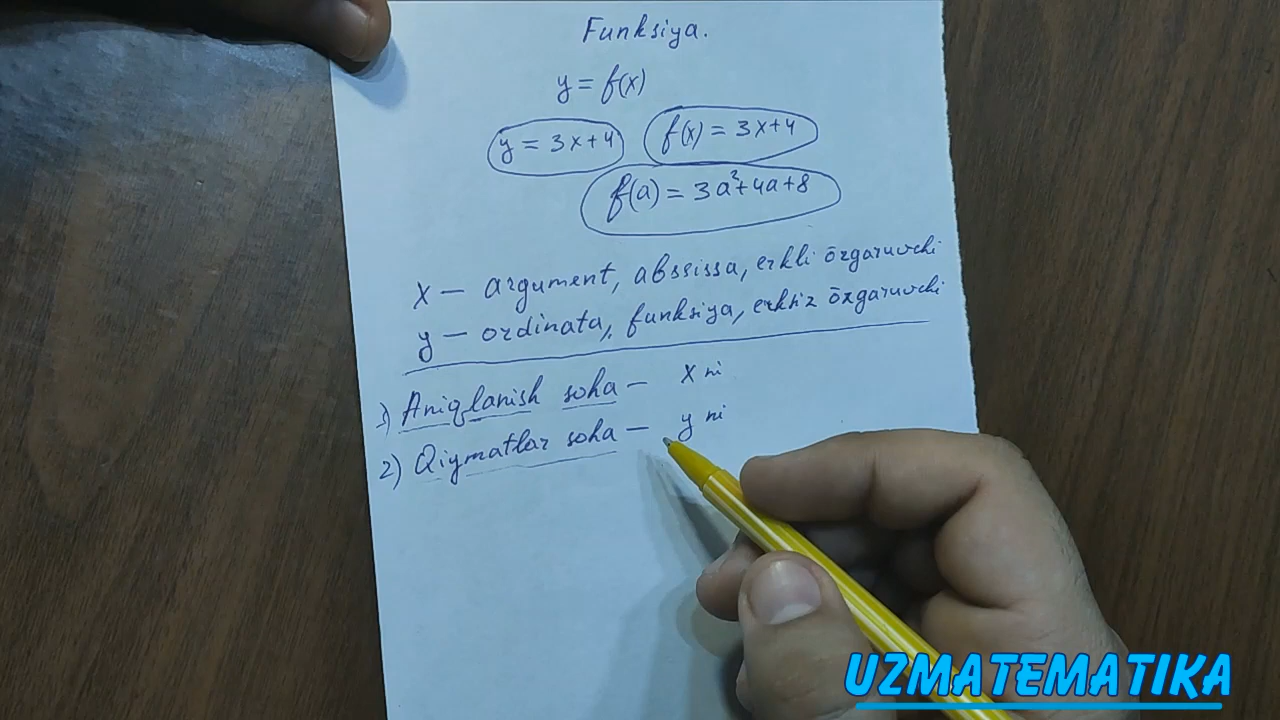 Funksiya.
y = f(x)
y = 3x+4 f(x) = 3x+4
f(a) = 3a²+4a+8
x — argument, abssissa, erkli ōzgaruvchi
y — ordinata, funksiya, erksiz ōzgaruvchi
1) Aniqlanish soha — x ni
2) Qiymatlar soha — y ni
UZMATEMATIKA